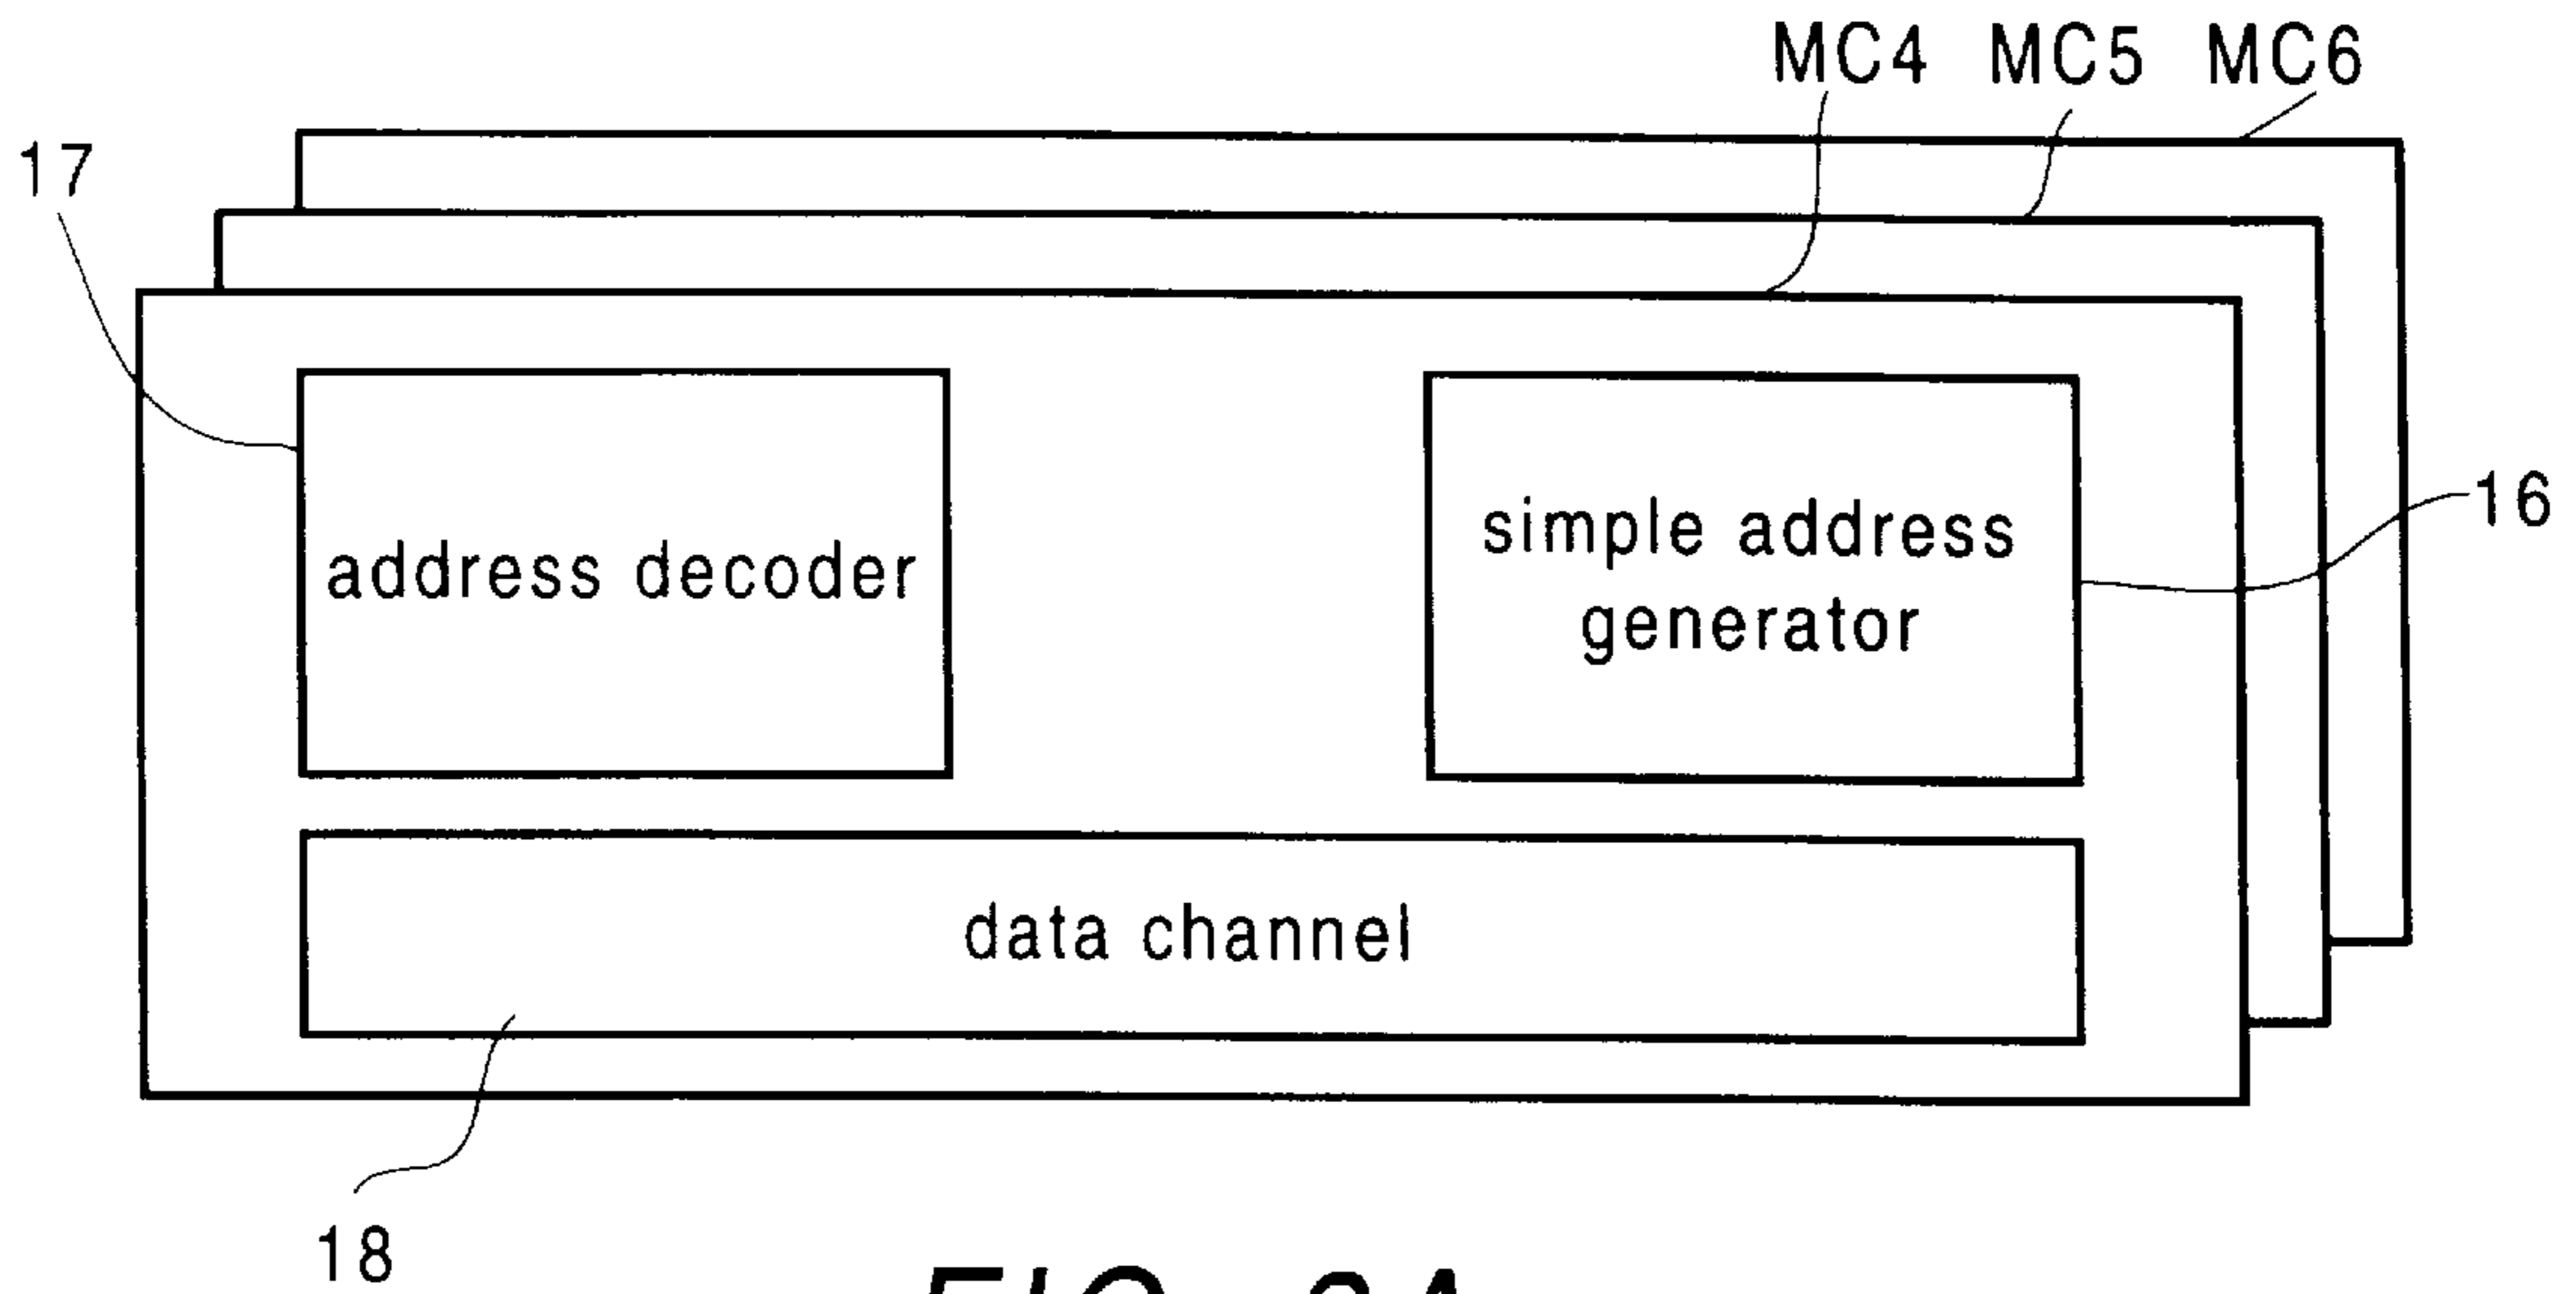 MC4 MC5 MC6
17
address decoder
simple address
generator
16
data channel
18